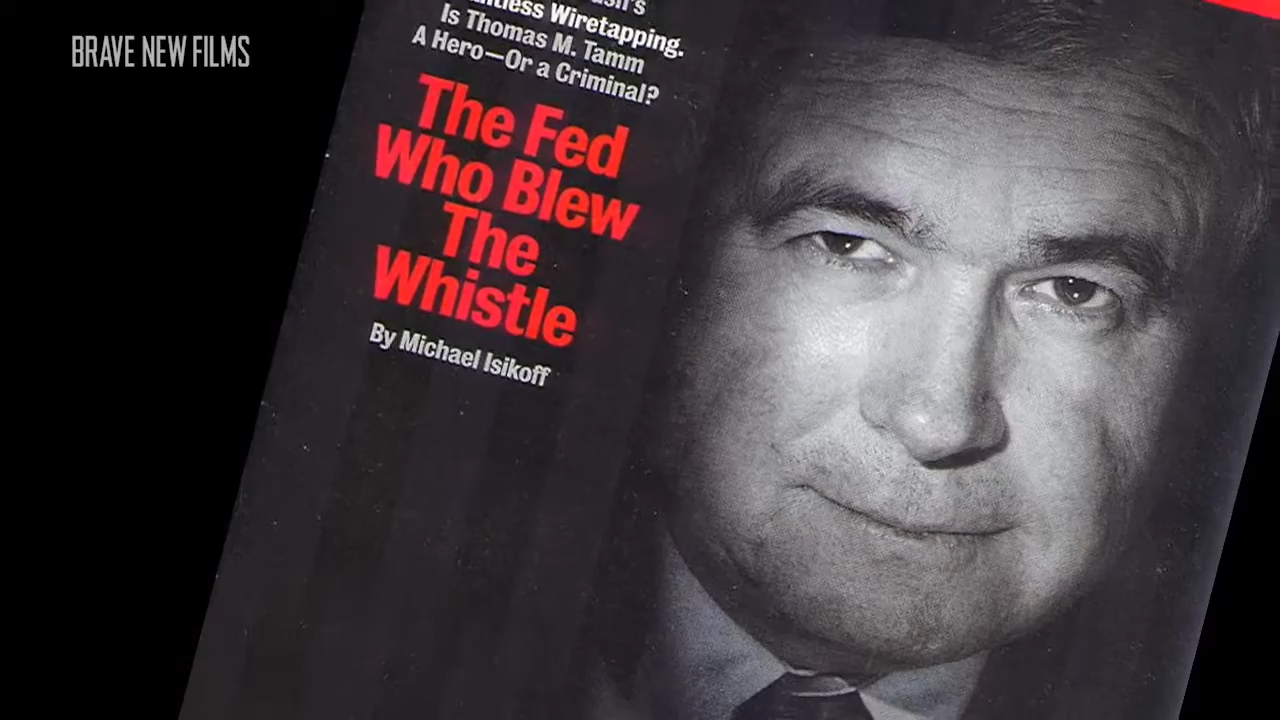 BRAVE NEW FILMS
Wiretapping.
Is Thomas M. Tamm
A Hero—Or a Criminal?
The Fed
Who Blew
The
Whistle
By Michael Isikoff